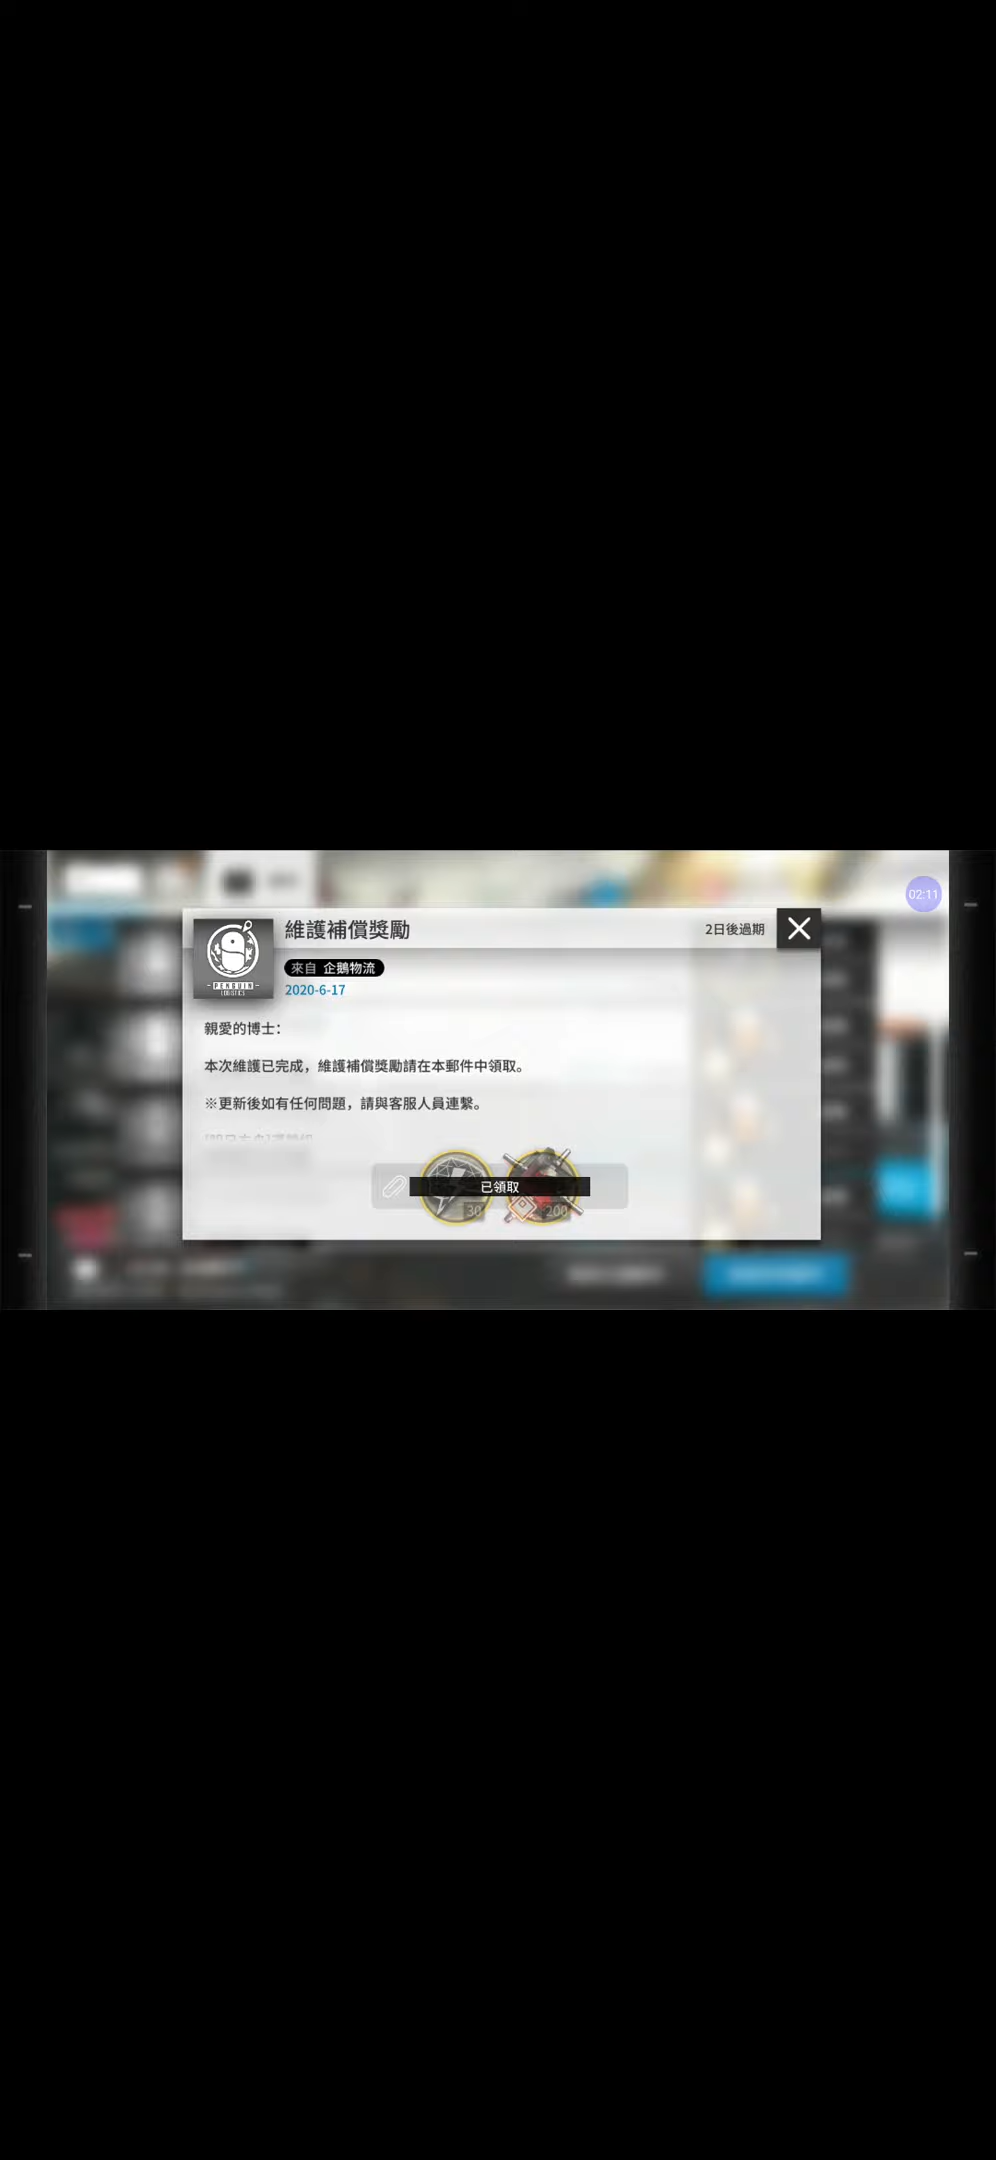 02:11
維護補償獎勵
2日後過期
來自 企鵝物流
2020-6-17
PENGUIN
LOGISTICS
親愛的博士：
本次維護已完成，維護補償獎勵請在本郵件中領取。
※更新後如有任何問題，請與客服人員連繫。
已領取
30
200